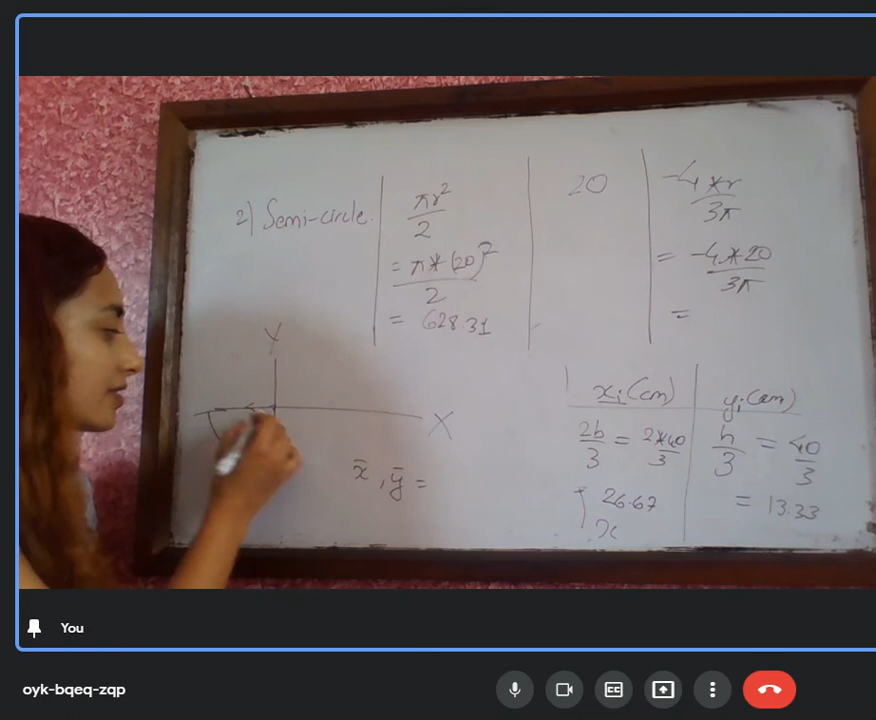 2) Semi-circle.
πr²
2
= π*(20)²
2
= 628.31
20
-4*r
3π
= -4*20
3π
=
Y
X
x̄, ȳ =
xᵢ(cm)
yᵢ(cm)
2b/3 = 2*40/3
h/3 = 40/3
26.67
= 13.33
x
You
oyk-bqeq-zqp
CC